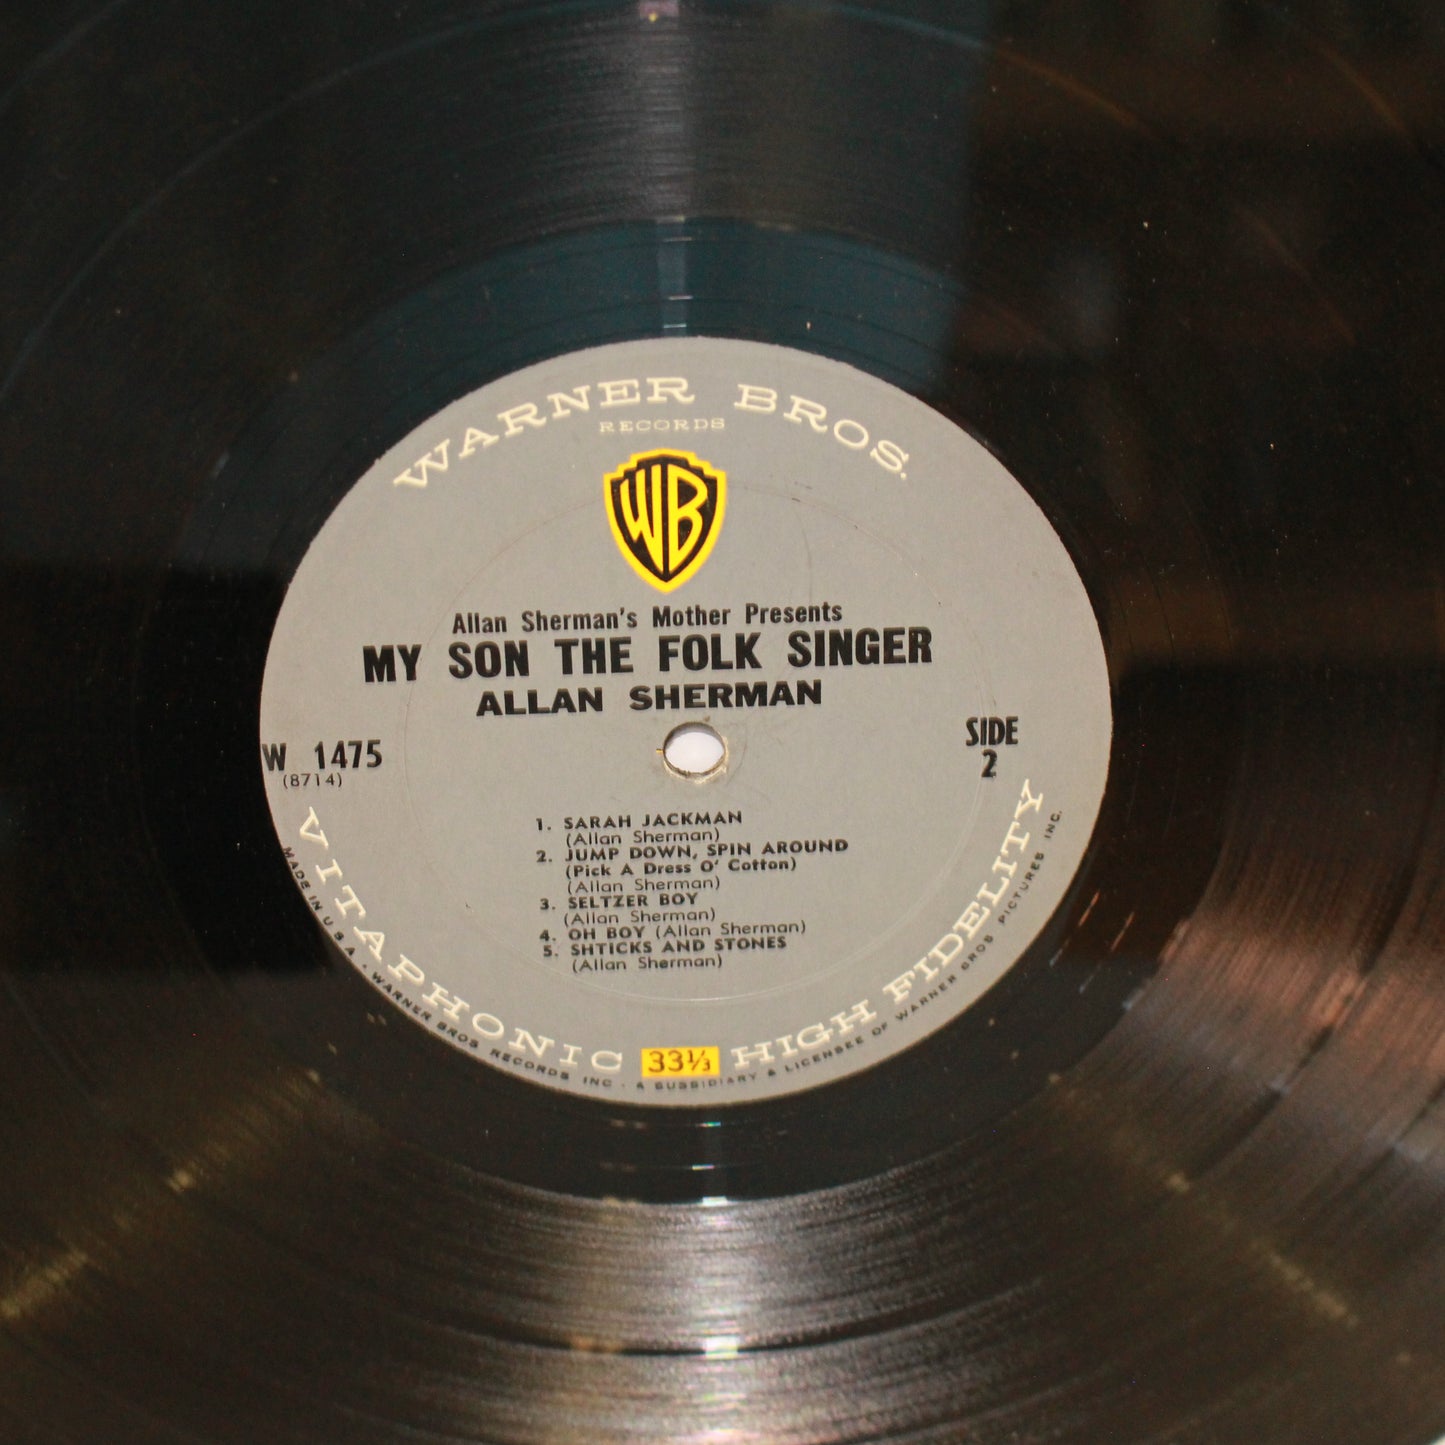 WARNER BROS.
RECORDS
WB
Allan Sherman's Mother Presents
MY SON THE FOLK SINGER
ALLAN SHERMAN
W 1475
(8714)
SIDE
2
1. SARAH JACKMAN
(Allan Sherman)
2. JUMP DOWN, SPIN AROUND
(Pick A Dress O' Cotton)
(Allan Sherman)
3. SELTZER BOY
(Allan Sherman)
4. OH BOY (Allan Sherman)
5. SHTICKS AND STONES
(Allan Sherman)
VITAPHONIC 33⅓ HIGH FIDELITY
MADE IN U.S.A. • WARNER BROS RECORDS INC. • A SUBSIDIARY & LICENSEE OF WARNER BROS PICTURES INC.